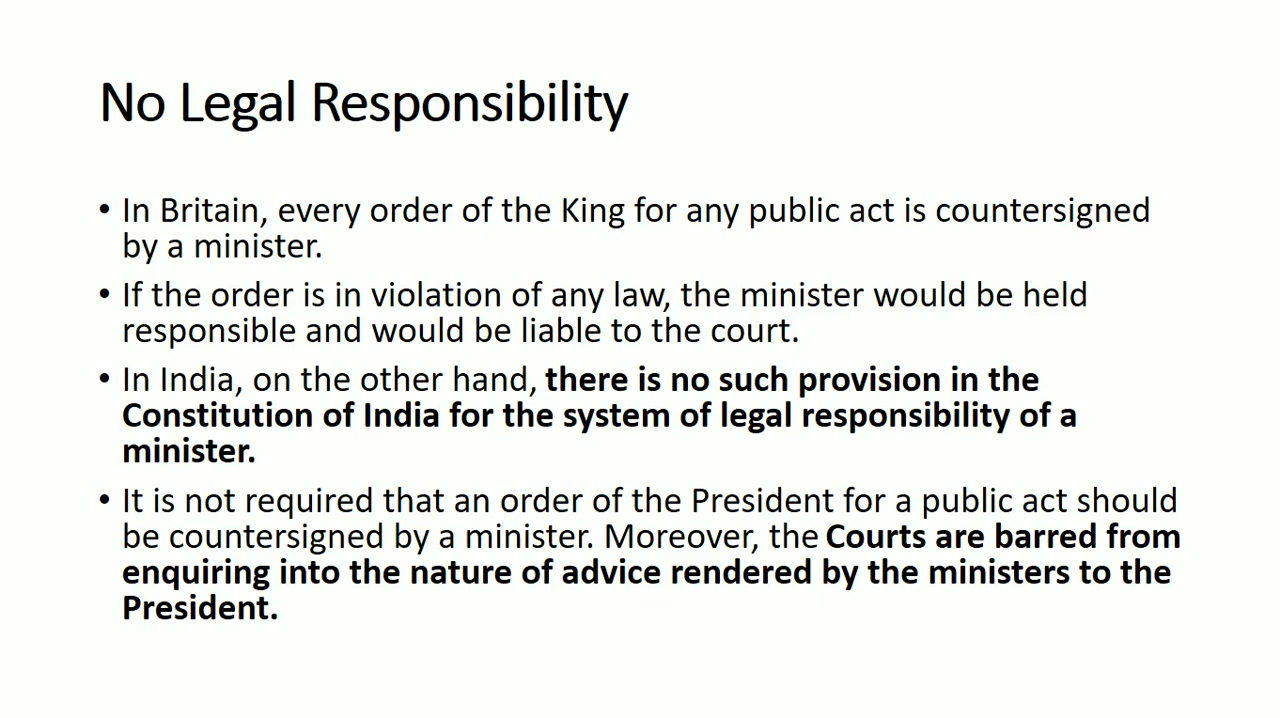 No Legal Responsibility
• In Britain, every order of the King for any public act is countersigned
by a minister.
• If the order is in violation of any law, the minister would be held
responsible and would be liable to the court.
• In India, on the other hand, there is no such provision in the
Constitution of India for the system of legal responsibility of a
minister.
• It is not required that an order of the President for a public act should
be countersigned by a minister. Moreover, the Courts are barred from
enquiring into the nature of advice rendered by the ministers to the
President.